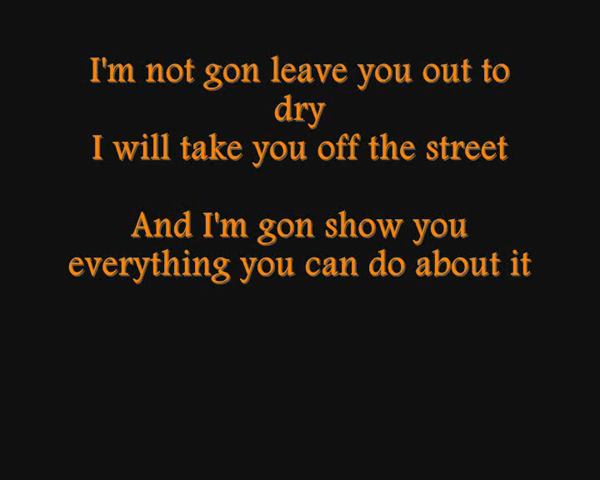 I'm not gon leave you out to
dry
I will take you off the street
And I'm gon show you
everything you can do about it